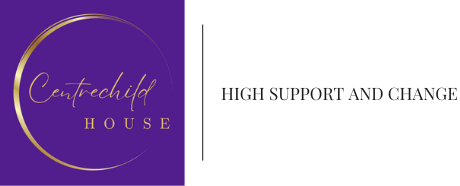 Centrechild
HOUSE
HIGH SUPPORT AND CHANGE